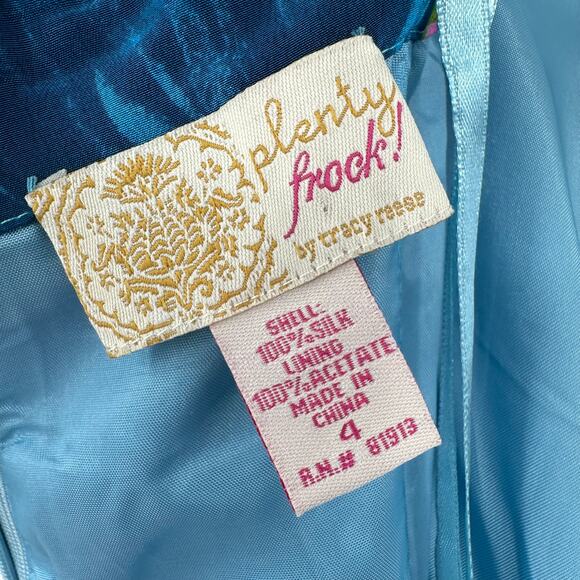 plenty
frock!
by tracy reese
SHELL:
100%SILK
LINING
100%ACETATE
MADE IN
CHINA
4
R.N.# 81913